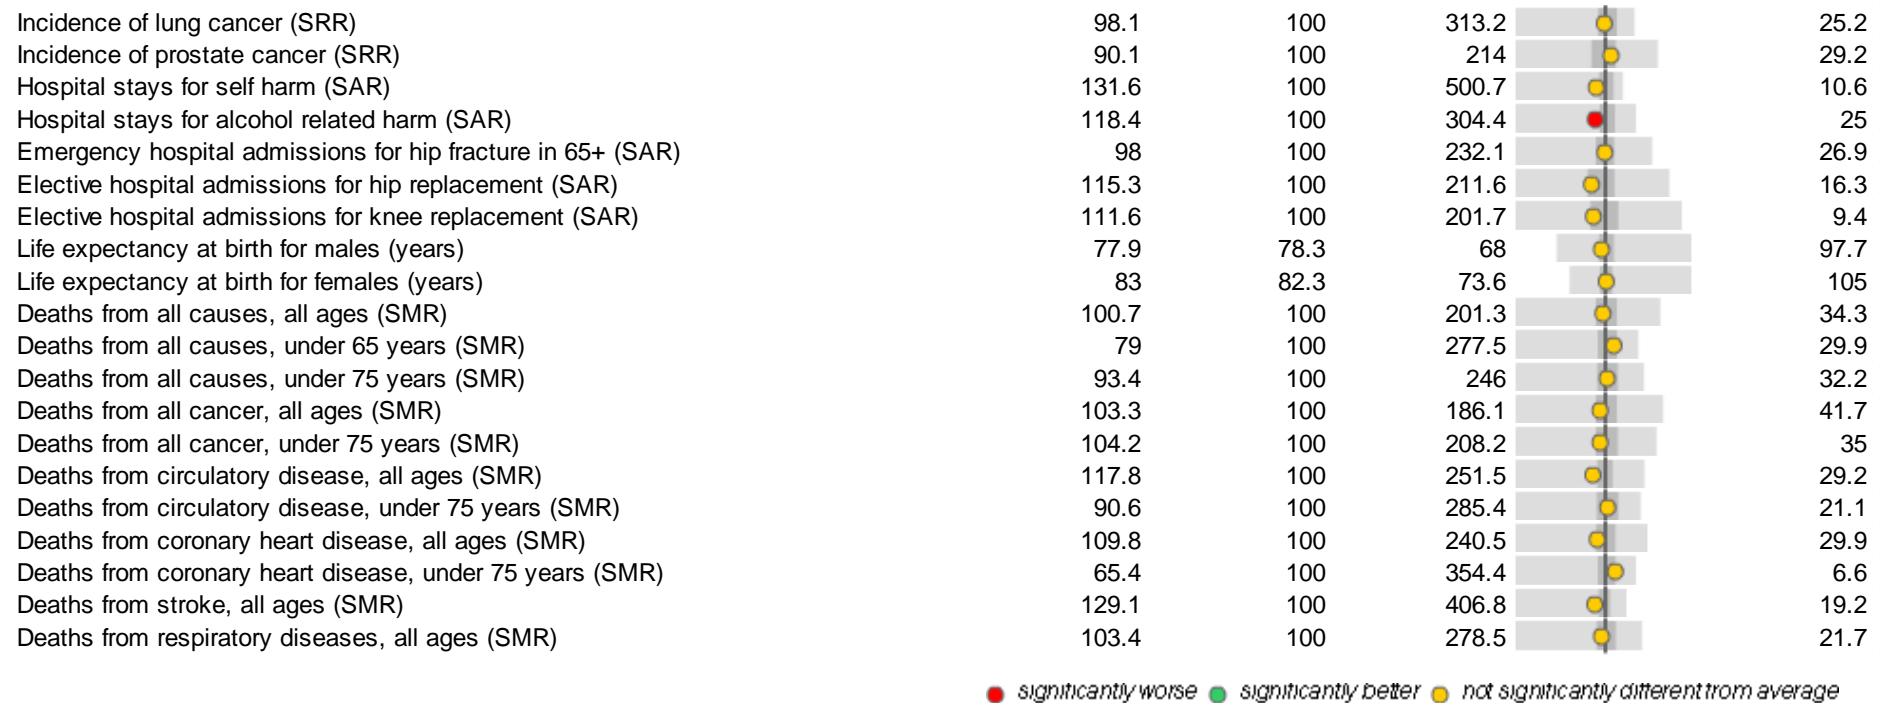 Incidence of lung cancer (SRR) 98.1 100 313.2 25.2
Incidence of prostate cancer (SRR) 90.1 100 214 29.2
Hospital stays for self harm (SAR) 131.6 100 500.7 10.6
Hospital stays for alcohol related harm (SAR) 118.4 100 304.4 25
Emergency hospital admissions for hip fracture in 65+ (SAR) 98 100 232.1 26.9
Elective hospital admissions for hip replacement (SAR) 115.3 100 211.6 16.3
Elective hospital admissions for knee replacement (SAR) 111.6 100 201.7 9.4
Life expectancy at birth for males (years) 77.9 78.3 68 97.7
Life expectancy at birth for females (years) 83 82.3 73.6 105
Deaths from all causes, all ages (SMR) 100.7 100 201.3 34.3
Deaths from all causes, under 65 years (SMR) 79 100 277.5 29.9
Deaths from all causes, under 75 years (SMR) 93.4 100 246 32.2
Deaths from all cancer, all ages (SMR) 103.3 100 186.1 41.7
Deaths from all cancer, under 75 years (SMR) 104.2 100 208.2 35
Deaths from circulatory disease, all ages (SMR) 117.8 100 251.5 29.2
Deaths from circulatory disease, under 75 years (SMR) 90.6 100 285.4 21.1
Deaths from coronary heart disease, all ages (SMR) 109.8 100 240.5 29.9
Deaths from coronary heart disease, under 75 years (SMR) 65.4 100 354.4 6.6
Deaths from stroke, all ages (SMR) 129.1 100 406.8 19.2
Deaths from respiratory diseases, all ages (SMR) 103.4 100 278.5 21.7
significantly worse significantly better not significantly different from average